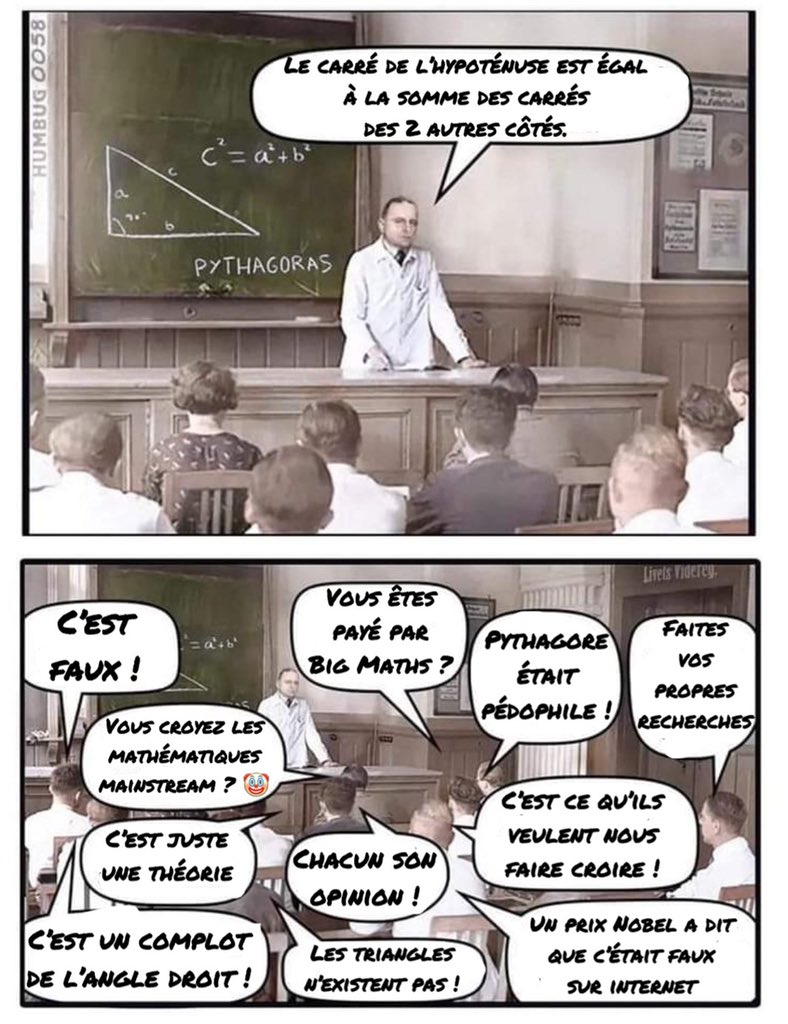 HUMBUG 0058
Le carré de l'hypoténuse est égal
à la somme des carrés
des 2 autres côtés.
c² = a² + b²
c
a
90°
b
PYTHAGORAS
Livels Videreg.
C'est
faux !
Vous êtes
payé par
Big Maths ?
Pythagore
était
pédophile !
Faites
vos
propres
recherches
= a² + b²
Vous croyez les
mathématiques
mainstream ? 🤡
C'est ce qu'ils
veulent nous
faire croire !
C'est juste
une théorie
Chacun son
opinion !
C'est un complot
de l'angle droit !
Les triangles
n'existent pas !
Un prix Nobel a dit
que c'était faux
sur internet